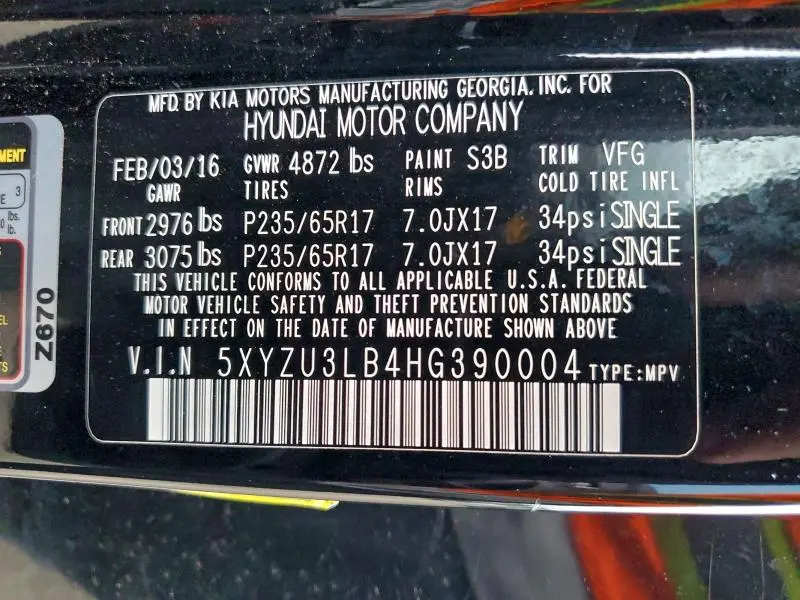 MFD. BY KIA MOTORS MANUFACTURING GEORGIA, INC. FOR
HYUNDAI MOTOR COMPANY
FEB/03/16 GVWR 4872 lbs PAINT S3B TRIM VFG
GAWR TIRES RIMS COLD TIRE INFL
FRONT 2976 lbs P235/65R17 7.0JX17 34psi SINGLE
REAR 3075 lbs P235/65R17 7.0JX17 34psi SINGLE
THIS VEHICLE CONFORMS TO ALL APPLICABLE U.S.A. FEDERAL
MOTOR VEHICLE SAFETY AND THEFT PREVENTION STANDARDS
IN EFFECT ON THE DATE OF MANUFACTURE SHOWN ABOVE
V.I.N 5XYZU3LB4HG390004 TYPE:MPV
3
lbs.
lb.
Z670